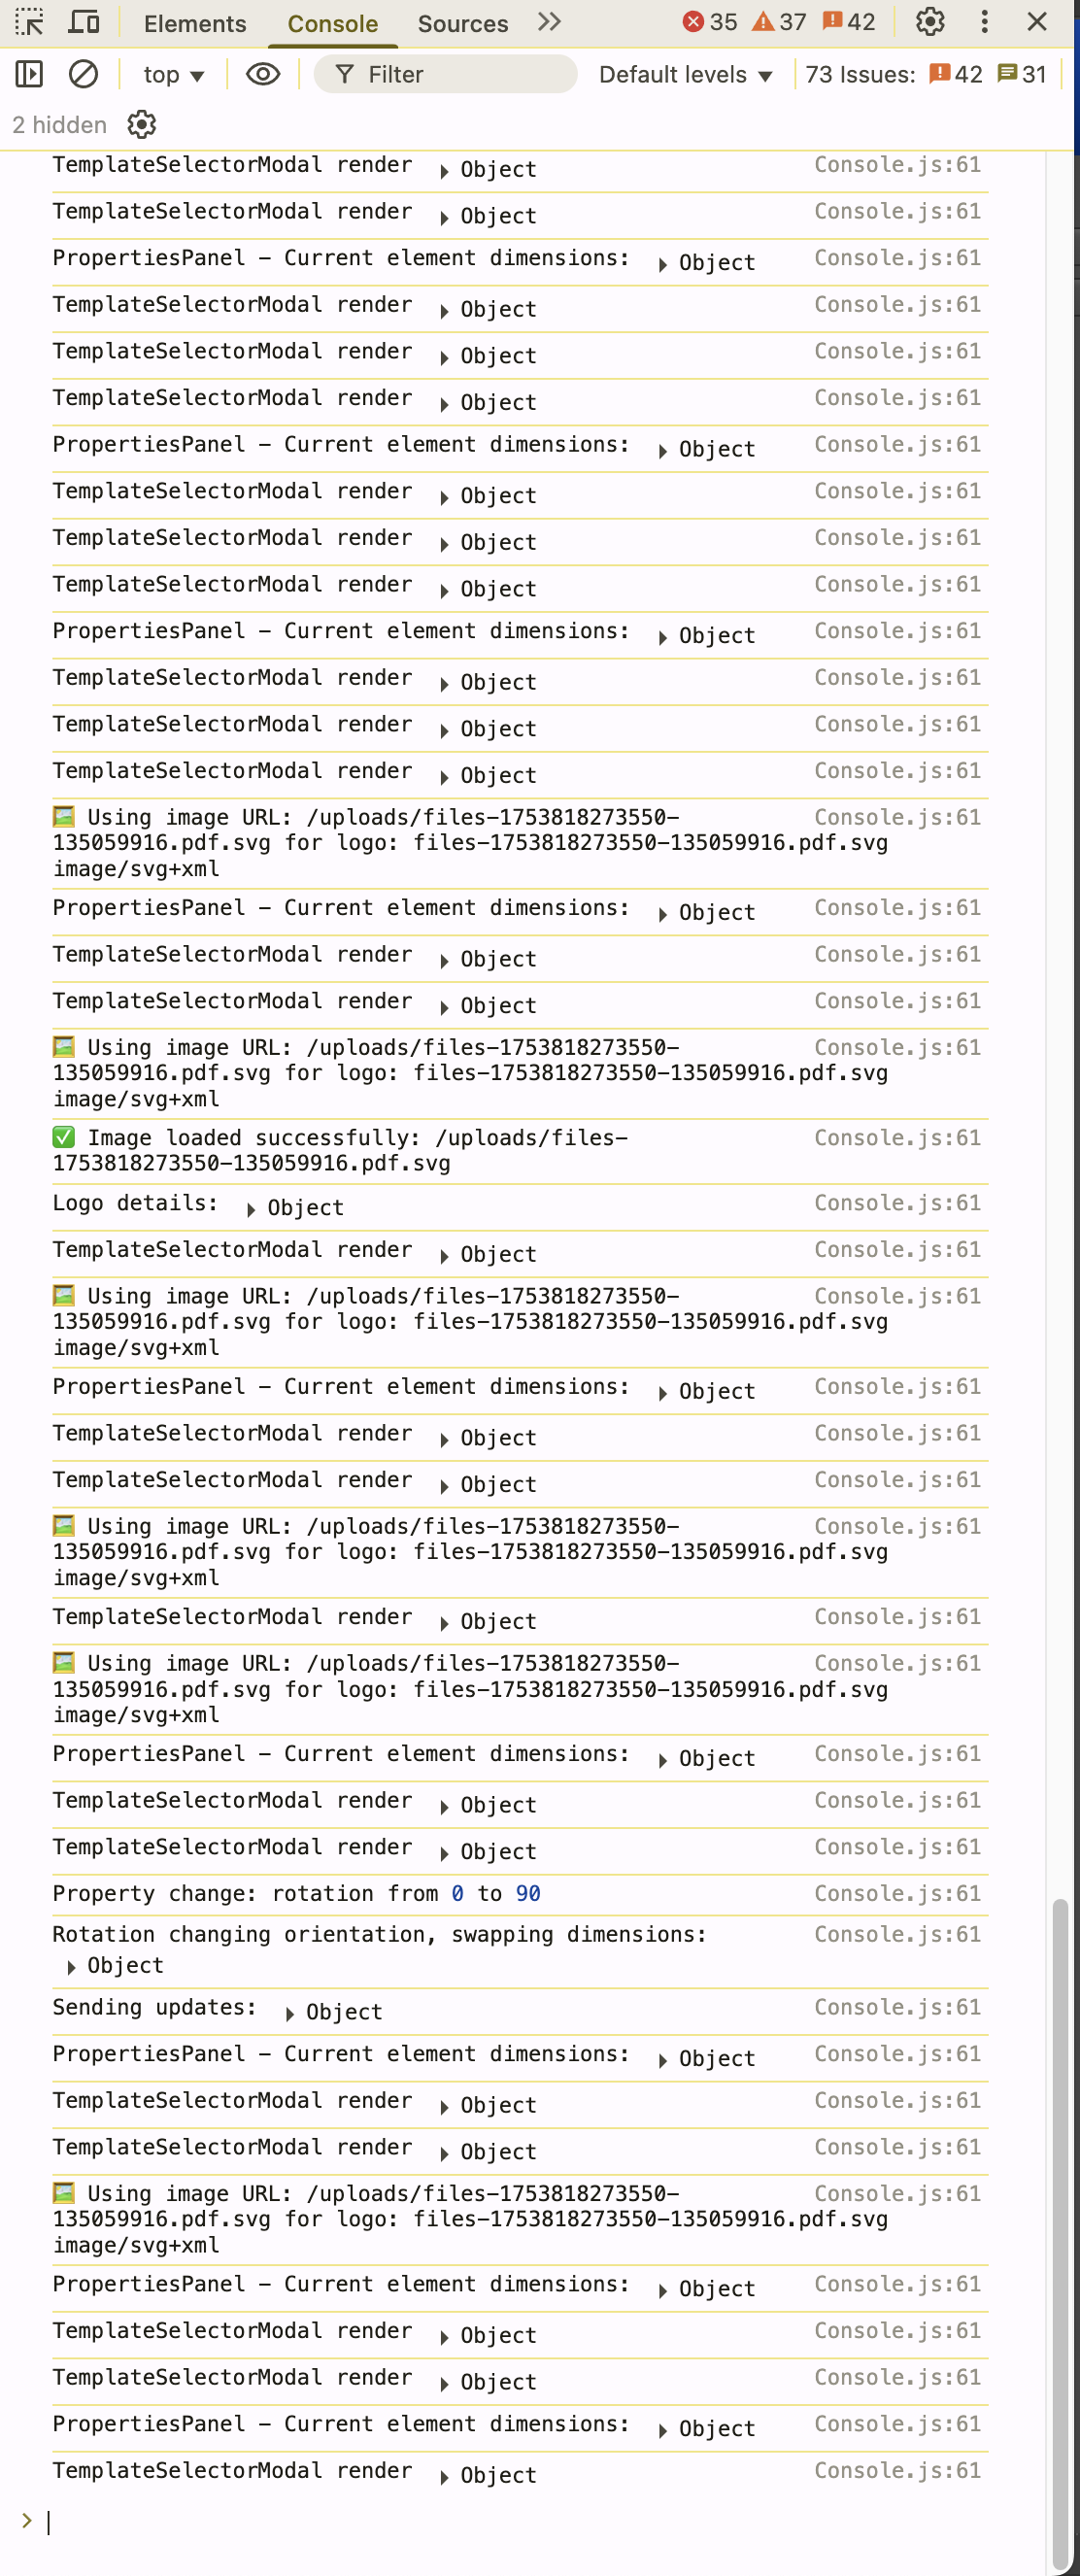 Elements Console Sources 35 37 42
top Filter Default levels 73 Issues: 42 31
2 hidden
TemplateSelectorModal render Object Console.js:61
TemplateSelectorModal render Object Console.js:61
PropertiesPanel – Current element dimensions: Object Console.js:61
TemplateSelectorModal render Object Console.js:61
TemplateSelectorModal render Object Console.js:61
TemplateSelectorModal render Object Console.js:61
PropertiesPanel – Current element dimensions: Object Console.js:61
TemplateSelectorModal render Object Console.js:61
TemplateSelectorModal render Object Console.js:61
TemplateSelectorModal render Object Console.js:61
PropertiesPanel – Current element dimensions: Object Console.js:61
TemplateSelectorModal render Object Console.js:61
TemplateSelectorModal render Object Console.js:61
TemplateSelectorModal render Object Console.js:61
🖼️ Using image URL: /uploads/files-1753818273550- Console.js:61
135059916.pdf.svg for logo: files-1753818273550-135059916.pdf.svg
image/svg+xml
PropertiesPanel – Current element dimensions: Object Console.js:61
TemplateSelectorModal render Object Console.js:61
TemplateSelectorModal render Object Console.js:61
🖼️ Using image URL: /uploads/files-1753818273550- Console.js:61
135059916.pdf.svg for logo: files-1753818273550-135059916.pdf.svg
image/svg+xml
✅ Image loaded successfully: /uploads/files- Console.js:61
1753818273550-135059916.pdf.svg
Logo details: Object Console.js:61
TemplateSelectorModal render Object Console.js:61
🖼️ Using image URL: /uploads/files-1753818273550- Console.js:61
135059916.pdf.svg for logo: files-1753818273550-135059916.pdf.svg
image/svg+xml
PropertiesPanel – Current element dimensions: Object Console.js:61
TemplateSelectorModal render Object Console.js:61
TemplateSelectorModal render Object Console.js:61
🖼️ Using image URL: /uploads/files-1753818273550- Console.js:61
135059916.pdf.svg for logo: files-1753818273550-135059916.pdf.svg
image/svg+xml
TemplateSelectorModal render Object Console.js:61
🖼️ Using image URL: /uploads/files-1753818273550- Console.js:61
135059916.pdf.svg for logo: files-1753818273550-135059916.pdf.svg
image/svg+xml
PropertiesPanel – Current element dimensions: Object Console.js:61
TemplateSelectorModal render Object Console.js:61
TemplateSelectorModal render Object Console.js:61
Property change: rotation from 0 to 90 Console.js:61
Rotation changing orientation, swapping dimensions: Console.js:61
Object
Sending updates: Object Console.js:61
PropertiesPanel – Current element dimensions: Object Console.js:61
TemplateSelectorModal render Object Console.js:61
TemplateSelectorModal render Object Console.js:61
🖼️ Using image URL: /uploads/files-1753818273550- Console.js:61
135059916.pdf.svg for logo: files-1753818273550-135059916.pdf.svg
image/svg+xml
PropertiesPanel – Current element dimensions: Object Console.js:61
TemplateSelectorModal render Object Console.js:61
TemplateSelectorModal render Object Console.js:61
PropertiesPanel – Current element dimensions: Object Console.js:61
TemplateSelectorModal render Object Console.js:61